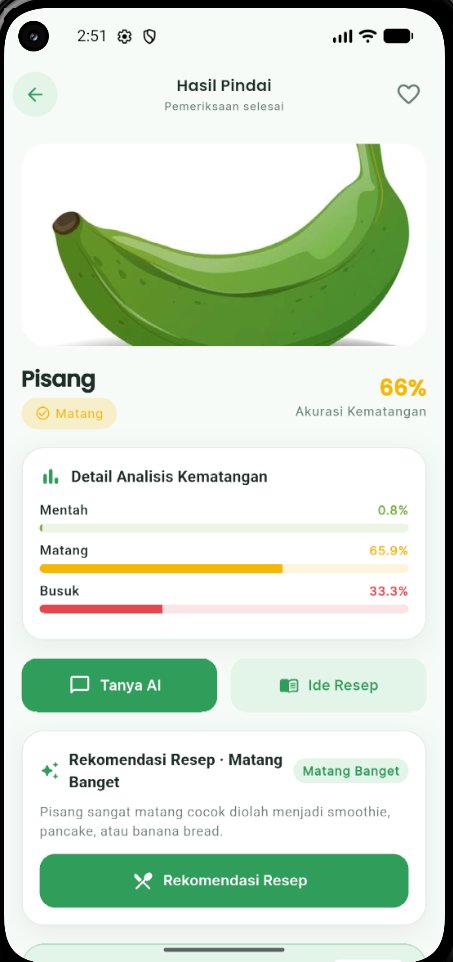 2:51
Hasil Pindai
Pemeriksaan selesai
Pisang
Matang
66%
Akurasi Kematangan
Detail Analisis Kematangan
Mentah 0.8%
Matang 65.9%
Busuk 33.3%
Tanya AI
Ide Resep
Rekomendasi Resep · Matang
Banget
Matang Banget
Pisang sangat matang cocok diolah menjadi smoothie,
pancake, atau banana bread.
Rekomendasi Resep